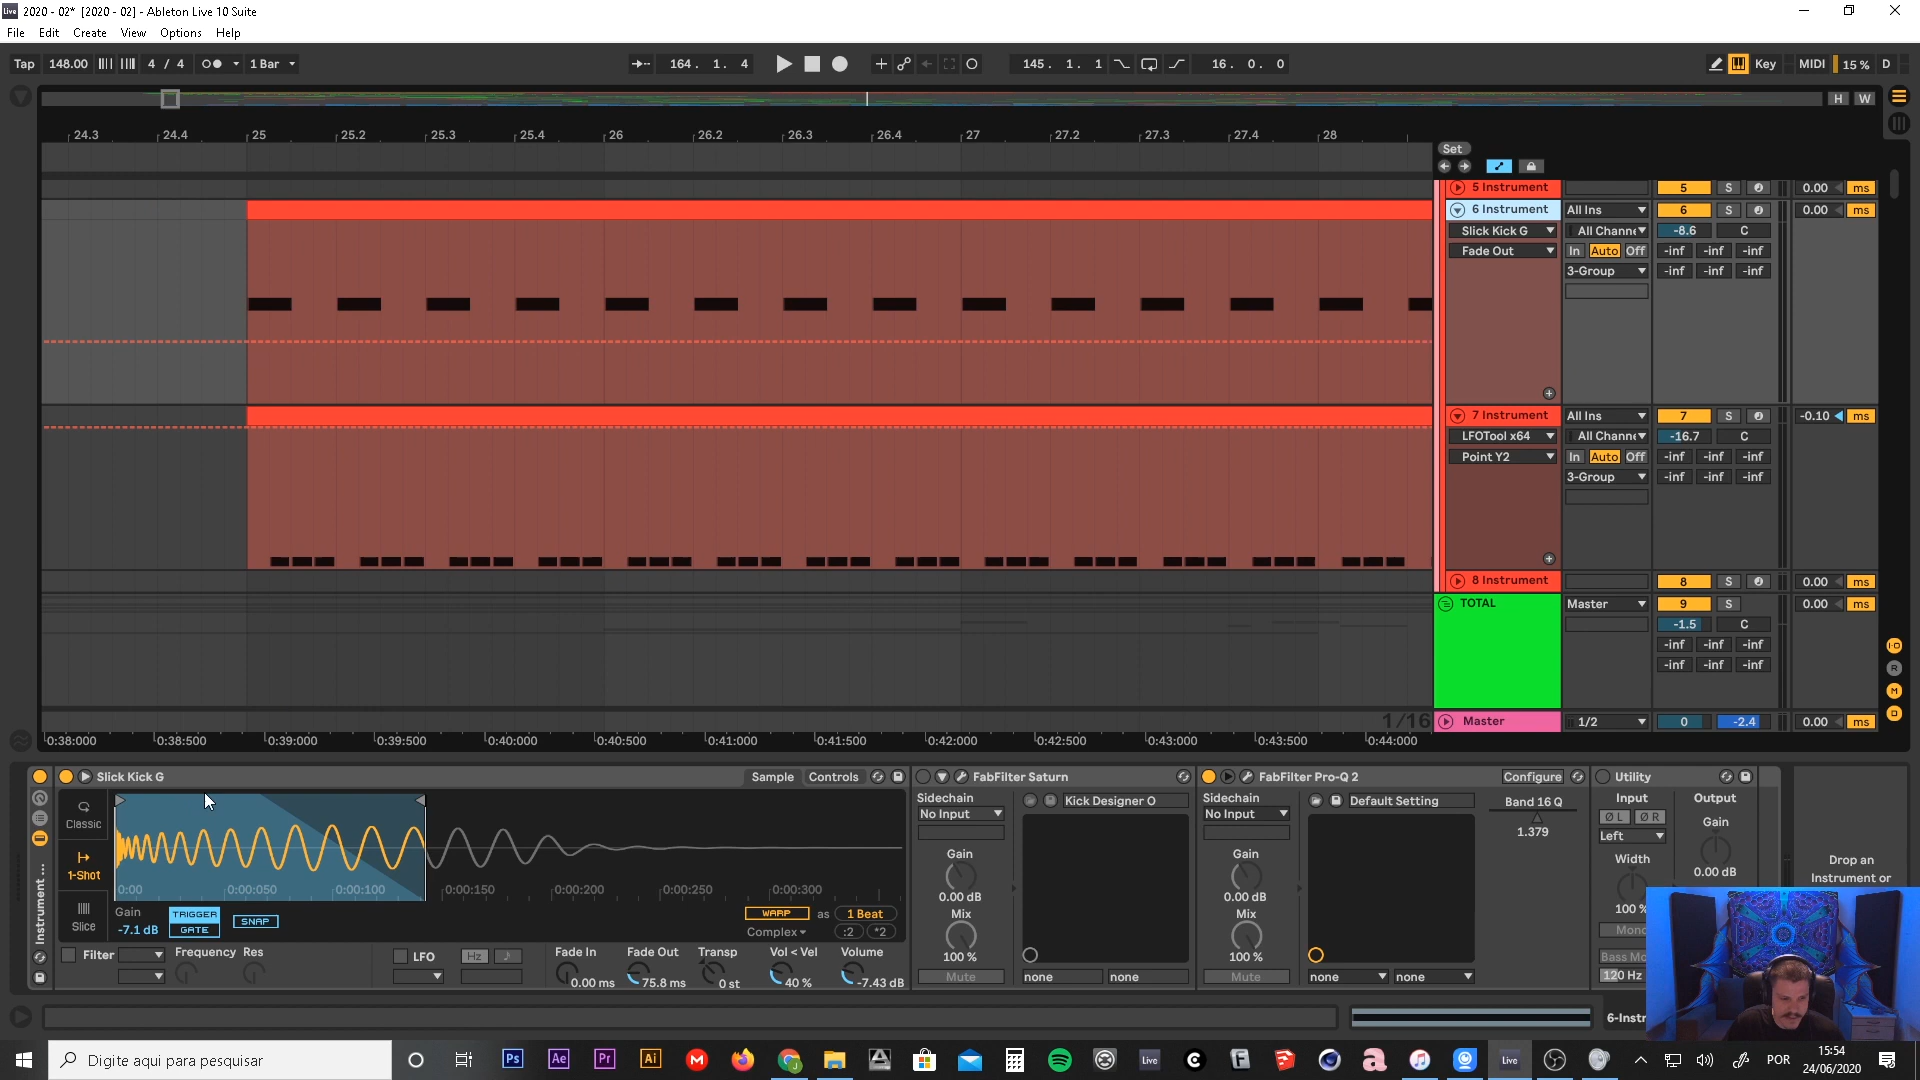 2020 - 02* [2020 - 02] - Ableton Live 10 Suite
File Edit Create View Options Help
Tap 148.00 4 / 4 1 Bar 164. 1. 4 145. 1. 1 16. 0. 0 Key MIDI 15 % D
H W
24.3 24.4 25 25.2 25.3 25.4 26 26.2 26.3 26.4 27 27.2 27.3 27.4 28
Set
5 Instrument 5 S 0.00 ms
6 Instrument All Ins 6 S 0.00 ms
Slick Kick G All Channe -8.6 C
Fade Out In Auto Off -inf -inf -inf
3-Group -inf -inf -inf
7 Instrument All Ins 7 S -0.10 ms
LFOTool x64 All Channe -16.7 C
Point Y2 In Auto Off -inf -inf -inf
3-Group -inf -inf -inf
8 Instrument 8 S 0.00 ms
TOTAL Master 9 S 0.00 ms
-1.5 C
-inf -inf -inf
-inf -inf -inf
1/16 Master 1/2 0 -2.4 0.00 ms
0:38:000 0:38:500 0:39:000 0:39:500 0:40:000 0:40:500 0:41:000 0:41:500 0:42:000 0:42:500 0:43:000 0:43:500 0:44:000
I·O
R
M
D
Slick Kick G Sample Controls FabFilter Saturn FabFilter Pro-Q 2 Configure Utility
Classic
1-Shot
Slice
0:00 0:00:050 0:00:100 0:00:150 0:00:200 0:00:250 0:00:300
Gain
-7.1 dB
TRIGGER
GATE
SNAP
WARP as 1 Beat
Complex :2 *2
Filter Frequency Res LFO Hz
Fade In Fade Out Transp Vol < Vel Volume
0.00 ms 75.8 ms 0 st 40 % -7.43 dB
Instrument ...
Sidechain Kick Designer O
No Input
Gain
0.00 dB
Mix
100 %
Mute none none
Sidechain Default Setting
No Input
Gain
0.00 dB
Mix
100 %
Mute none none
Band 16 Q
1.379
Input Output
Ø L Ø R Gain
Left
Width 0.00 dB
100 %
Mono
120 Hz
Drop an
Instrument or
Digite aqui para pesquisar
Ps Ae Pr Ai Live Live
POR
15:54
24/06/2020